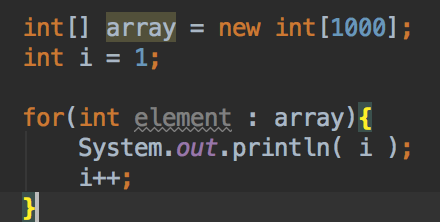 int[] array = new int[1000];
int i = 1;
for(int element : array){
System.out.println( i );
i++;
}